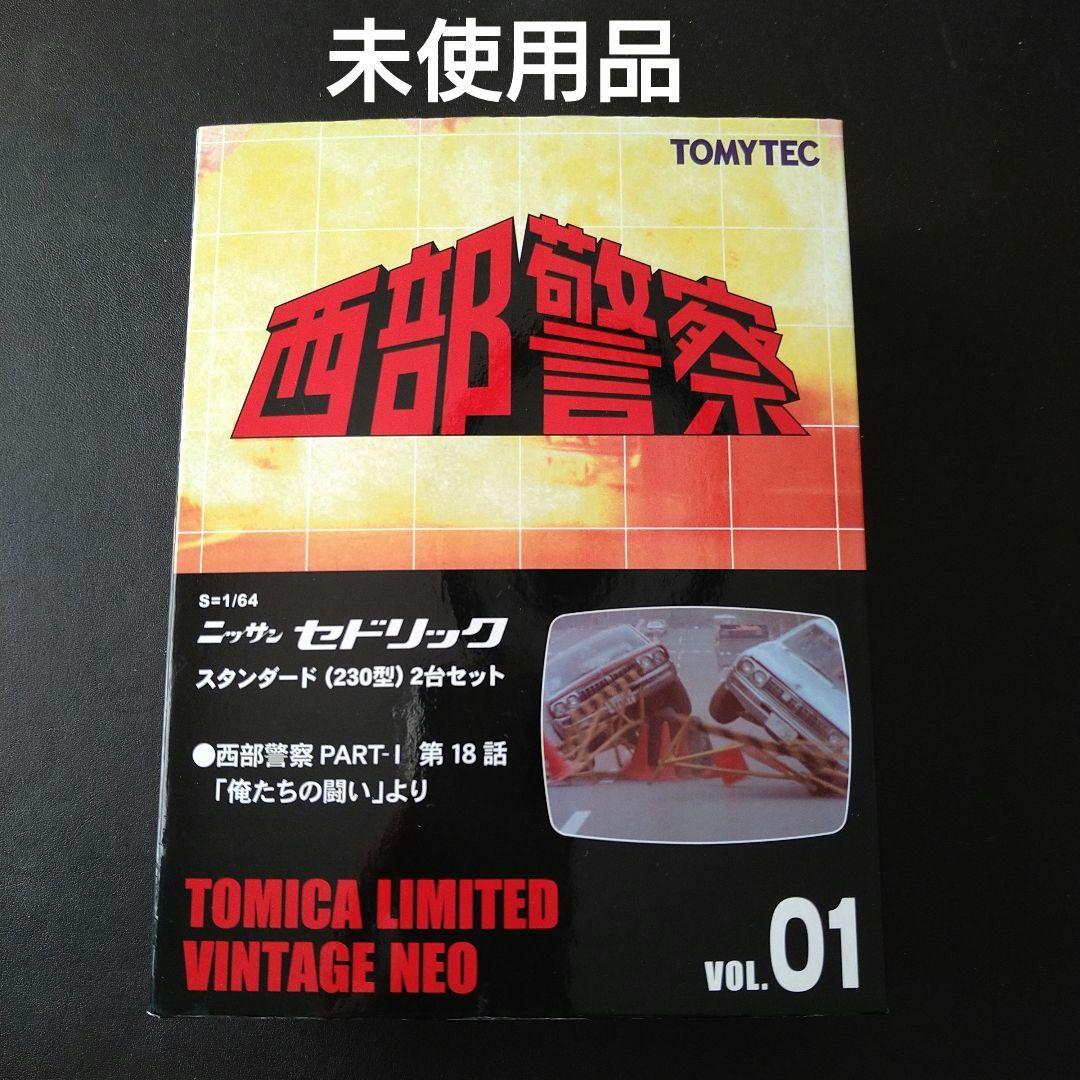 未使用品
TOMYTEC
西部警察
S=1/64
ニッサン セドリック
スタンダード(230型)2台セット
●西部警察 PART-I 第18話
「俺たちの闘い」より
TOMICA LIMITED
VINTAGE NEO
VOL.01